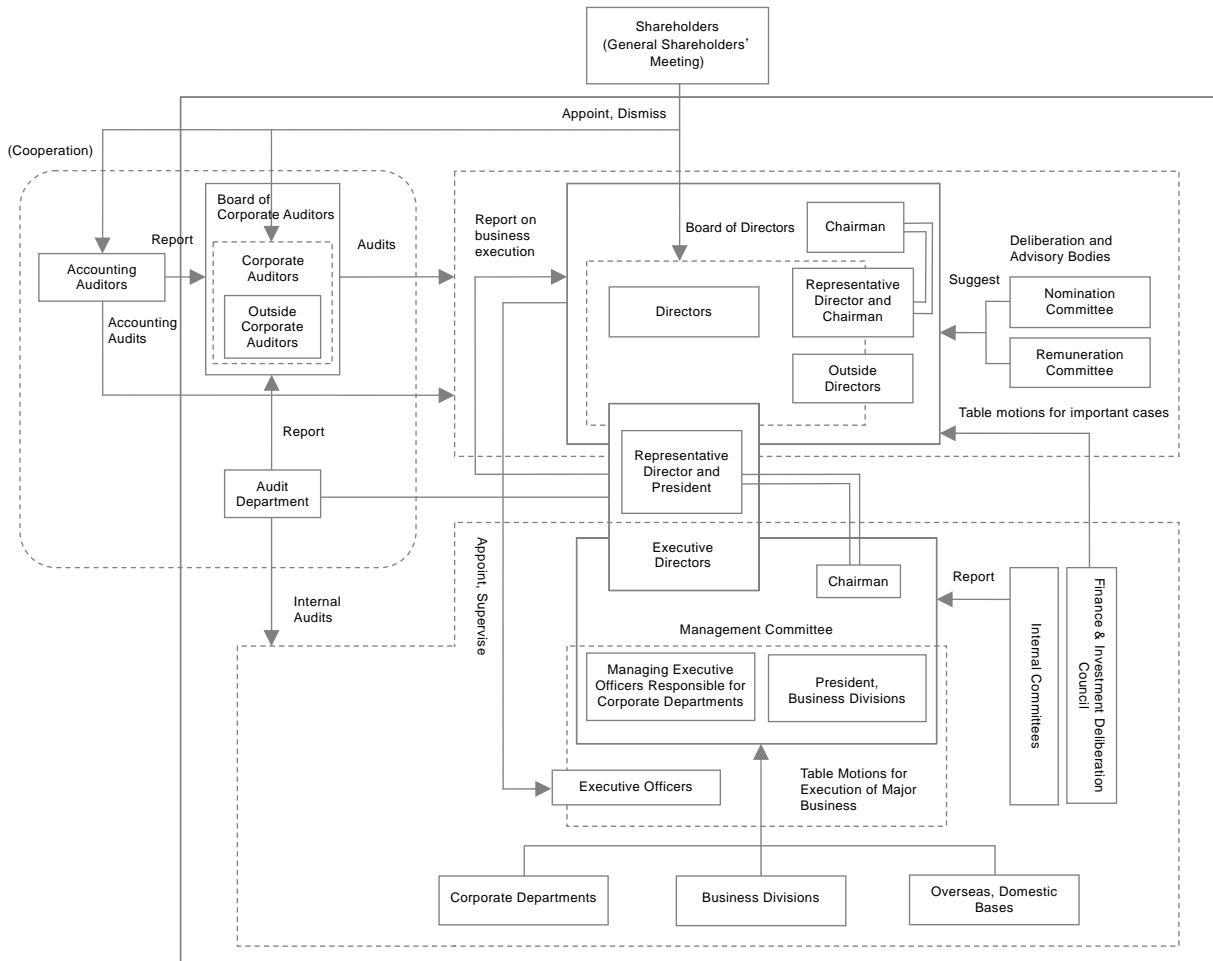 Shareholders
(General Shareholders'
Meeting)
Appoint, Dismiss
(Cooperation)
Board of
Corporate Auditors
Report
Accounting
Auditors
Corporate
Auditors
Outside
Corporate
Auditors
Audits
Accounting
Audits
Report
Audit
Department
Internal
Audits
Report on
business
execution
Board of Directors
Chairman
Directors
Representative
Director and
Chairman
Outside
Directors
Deliberation and
Advisory Bodies
Suggest
Nomination
Committee
Remuneration
Committee
Table motions for important cases
Representative
Director and
President
Executive
Directors
Chairman
Report
Appoint, Supervise
Management Committee
Managing Executive
Officers Responsible for
Corporate Departments
President,
Business Divisions
Internal Committees
Finance & Investment Deliberation
Council
Executive Officers
Table Motions for
Execution of Major
Business
Corporate Departments
Business Divisions
Overseas, Domestic
Bases